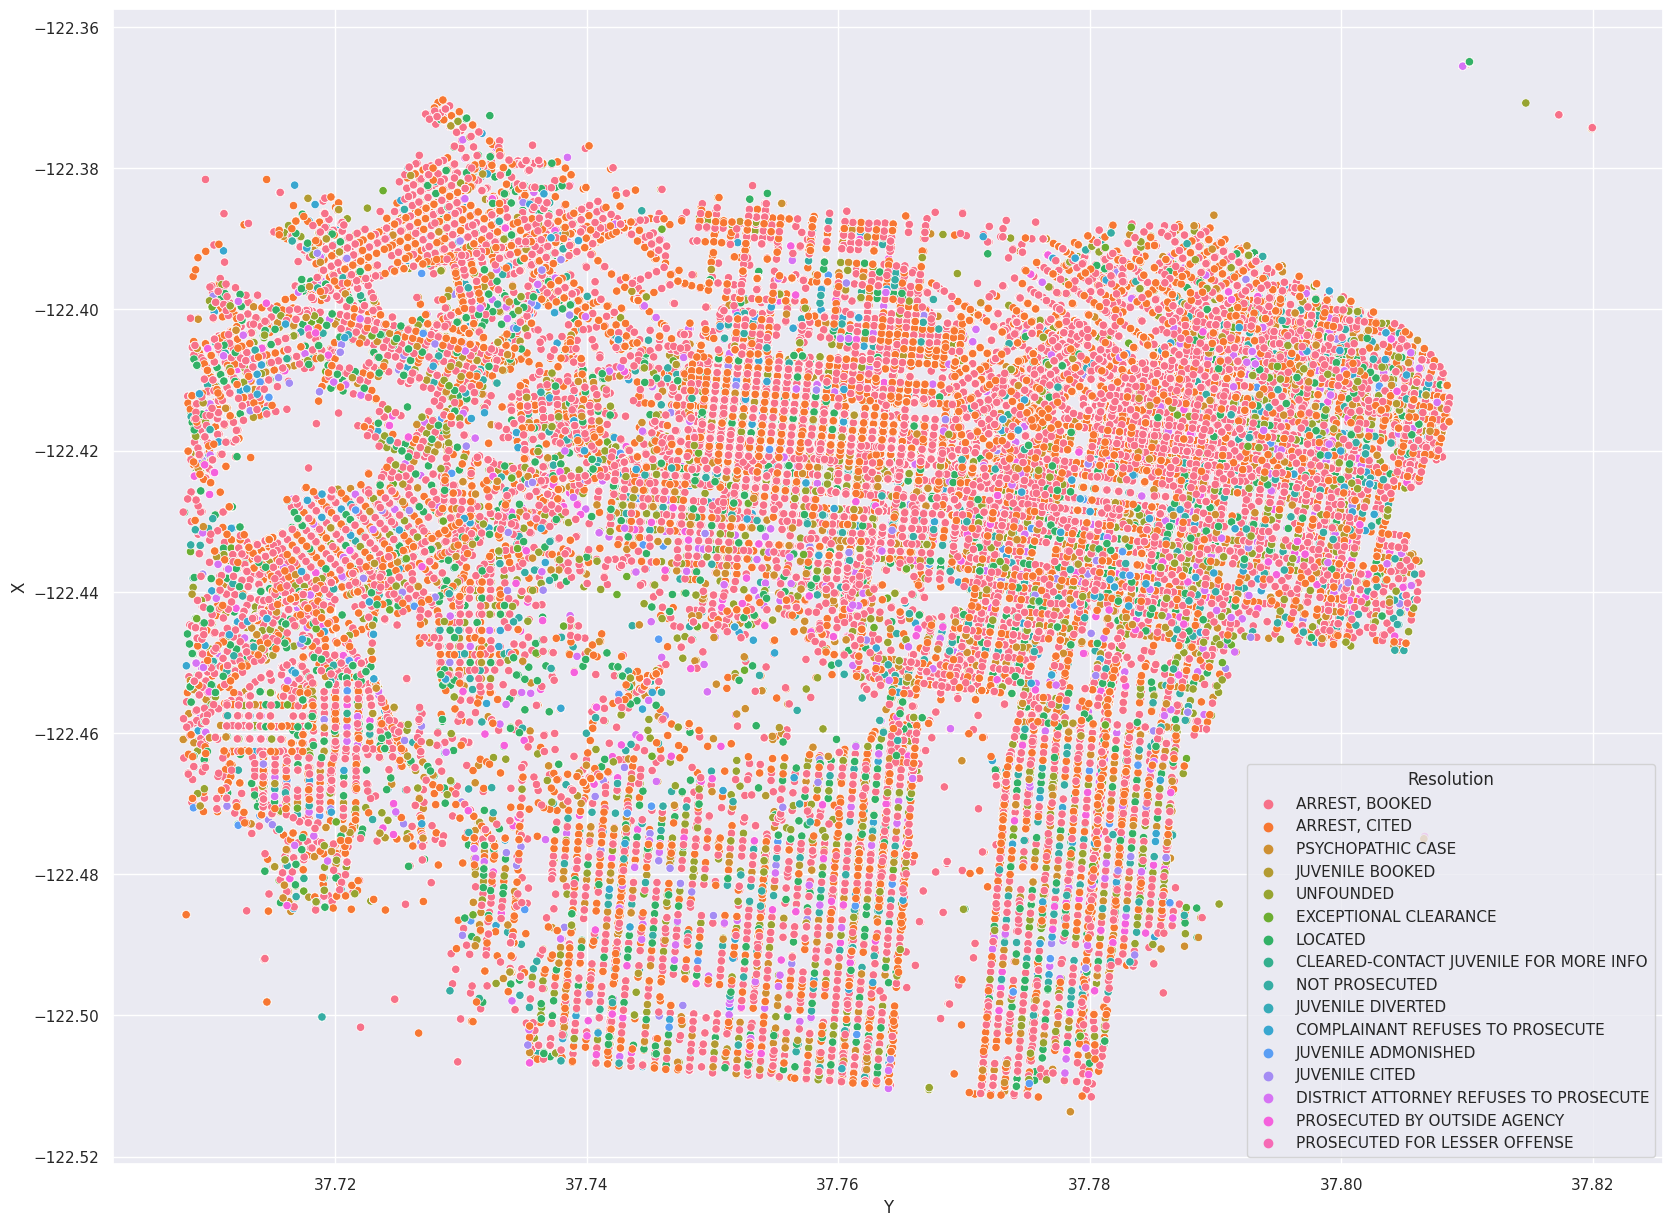 −122.36
−122.38
−122.40
−122.42
−122.44
−122.46
−122.48
−122.50
−122.52
X
37.72
37.74
37.76
37.78
37.80
37.82
Y
Resolution
ARREST, BOOKED
ARREST, CITED
PSYCHOPATHIC CASE
JUVENILE BOOKED
UNFOUNDED
EXCEPTIONAL CLEARANCE
LOCATED
CLEARED-CONTACT JUVENILE FOR MORE INFO
NOT PROSECUTED
JUVENILE DIVERTED
COMPLAINANT REFUSES TO PROSECUTE
JUVENILE ADMONISHED
JUVENILE CITED
DISTRICT ATTORNEY REFUSES TO PROSECUTE
PROSECUTED BY OUTSIDE AGENCY
PROSECUTED FOR LESSER OFFENSE